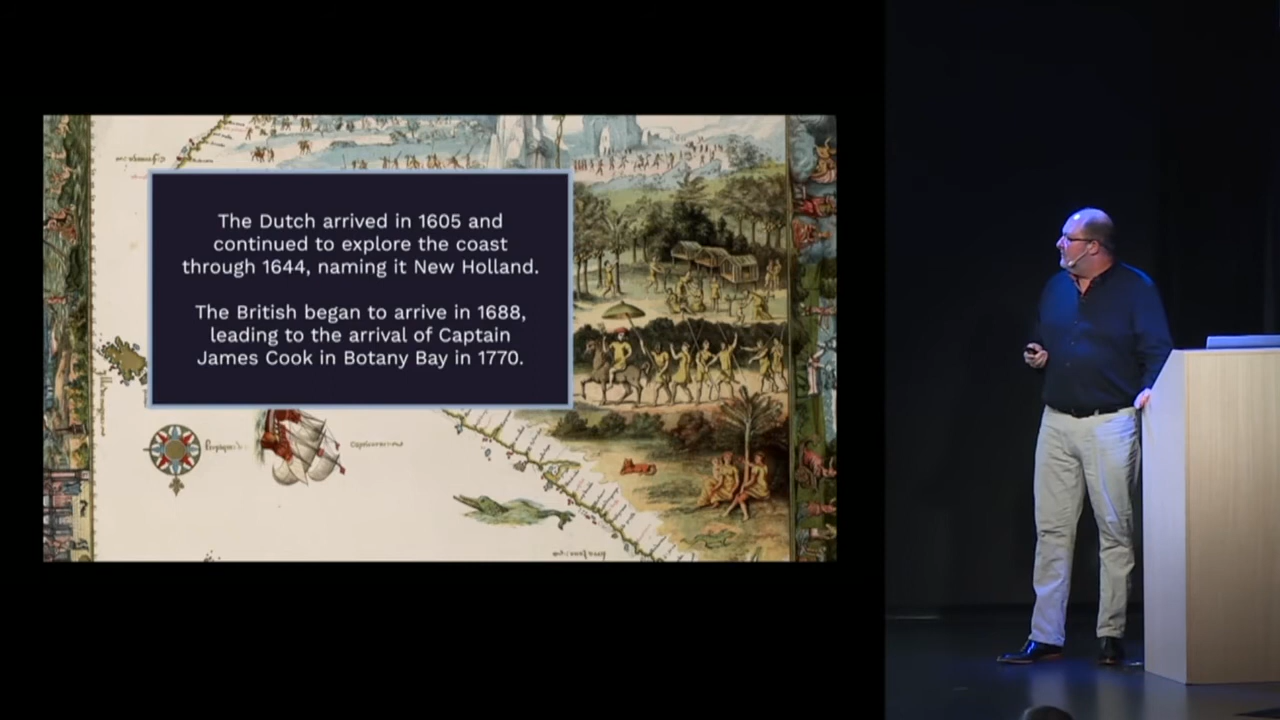 The Dutch arrived in 1605 and
continued to explore the coast
through 1644, naming it New Holland.
The British began to arrive in 1688,
leading to the arrival of Captain
James Cook in Botany Bay in 1770.